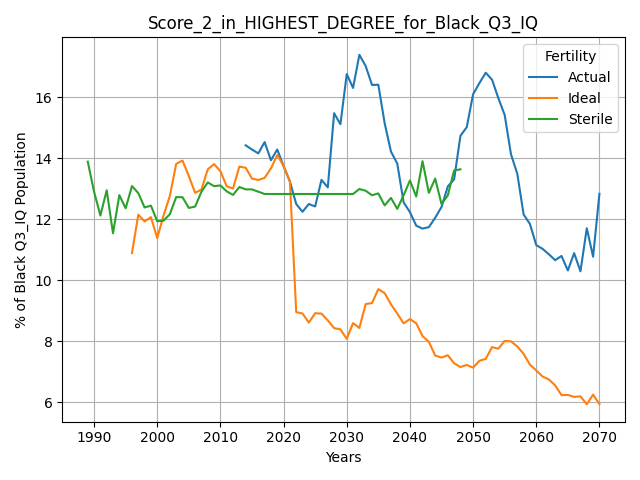 Score_2_in_HIGHEST_DEGREE_for_Black_Q3_IQ
Fertility
Actual
Ideal
Sterile
% of Black Q3_IQ Population
16
14
12
10
8
6
1990 2000 2010 2020 2030 2040 2050 2060 2070
Years